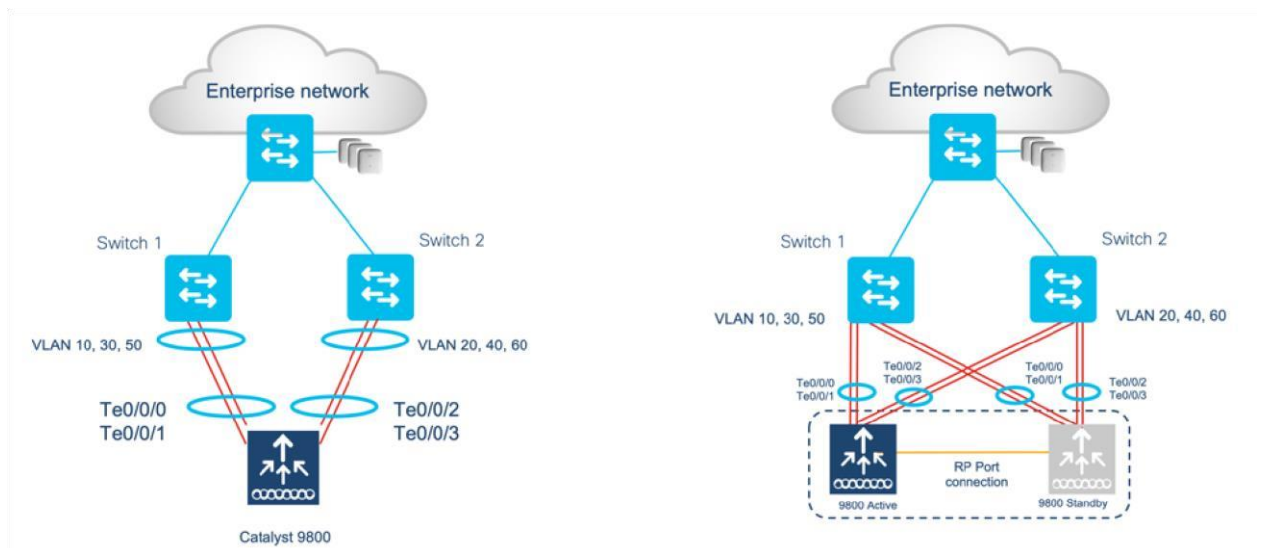 Enterprise network
Switch 1
Switch 2
VLAN 10, 30, 50
VLAN 20, 40, 60
Te0/0/0
Te0/0/1
Te0/0/2
Te0/0/3
Catalyst 9800
Enterprise network
Switch 1
Switch 2
VLAN 10, 30, 50
VLAN 20, 40, 60
Te0/0/0
Te0/0/1
Te0/0/2
Te0/0/3
Te0/0/0
Te0/0/1
Te0/0/2
Te0/0/3
RP Port
connection
9800 Active
9800 Standby